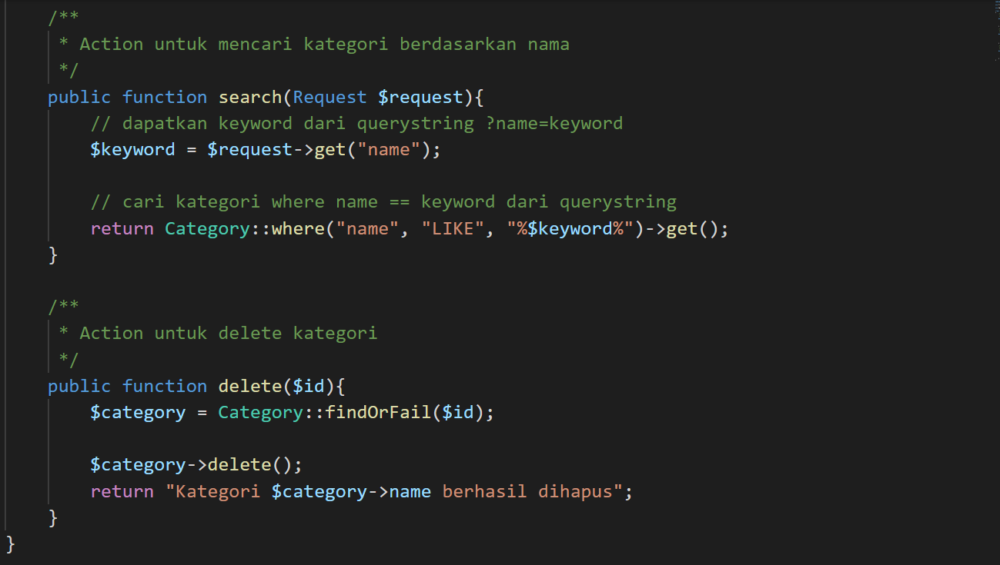 /**
* Action untuk mencari kategori berdasarkan nama
*/
public function search(Request $request){
// dapatkan keyword dari querystring ?name=keyword
$keyword = $request->get("name");
// cari kategori where name == keyword dari querystring
return Category::where("name", "LIKE", "%$keyword%")->get();
}
/**
* Action untuk delete kategori
*/
public function delete($id){
$category = Category::findOrFail($id);
$category->delete();
return "Kategori $category->name berhasil dihapus";
}
}